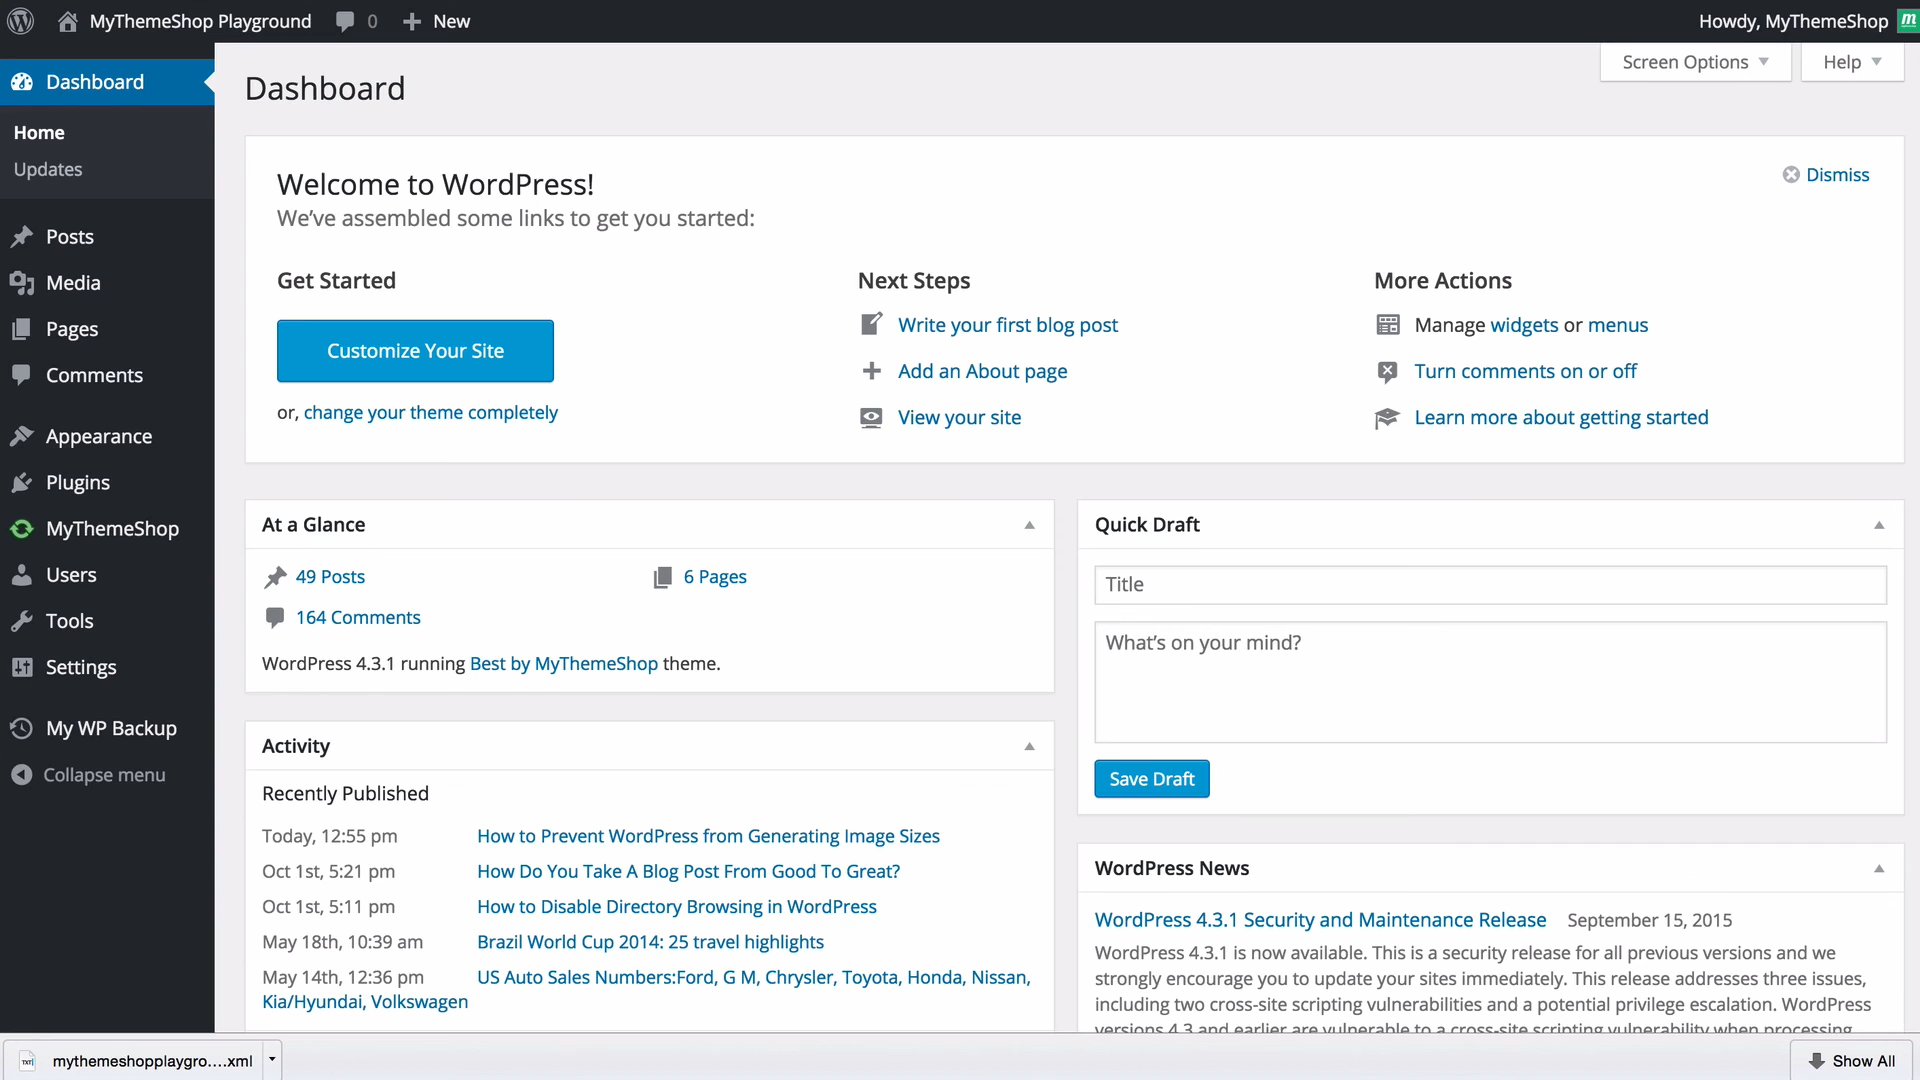 MyThemeShop Playground 0 New Howdy, MyThemeShop m
Screen Options Help
Dashboard
Home
Updates
Posts
Media
Pages
Comments
Appearance
Plugins
MyThemeShop
Users
Tools
Settings
My WP Backup
Collapse menu
Dashboard
Welcome to WordPress!
Dismiss
We’ve assembled some links to get you started:
Get Started
Customize Your Site
or, change your theme completely
Next Steps
Write your first blog post
Add an About page
View your site
More Actions
Manage widgets or menus
Turn comments on or off
Learn more about getting started
At a Glance
49 Posts
6 Pages
164 Comments
WordPress 4.3.1 running Best by MyThemeShop theme.
Activity
Recently Published
Today, 12:55 pm How to Prevent WordPress from Generating Image Sizes
Oct 1st, 5:21 pm How Do You Take A Blog Post From Good To Great?
Oct 1st, 5:11 pm How to Disable Directory Browsing in WordPress
May 18th, 10:39 am Brazil World Cup 2014: 25 travel highlights
May 14th, 12:36 pm US Auto Sales Numbers:Ford, G M, Chrysler, Toyota, Honda, Nissan,
Kia/Hyundai, Volkswagen
Quick Draft
Title
What’s on your mind?
Save Draft
WordPress News
WordPress 4.3.1 Security and Maintenance Release September 15, 2015
WordPress 4.3.1 is now available. This is a security release for all previous versions and we
strongly encourage you to update your sites immediately. This release addresses three issues,
including two cross-site scripting vulnerabilities and a potential privilege escalation. WordPress
versions 4.3 and earlier are vulnerable to a cross-site scripting vulnerability when processing
TXT mythemeshopplaygro....xml
Show All